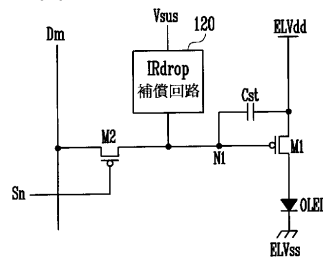 Vsus
120
ELVdd
Dm
IRdrop
補償回路
Cst
M2
N1
M1
Sn
OLED
ELVss